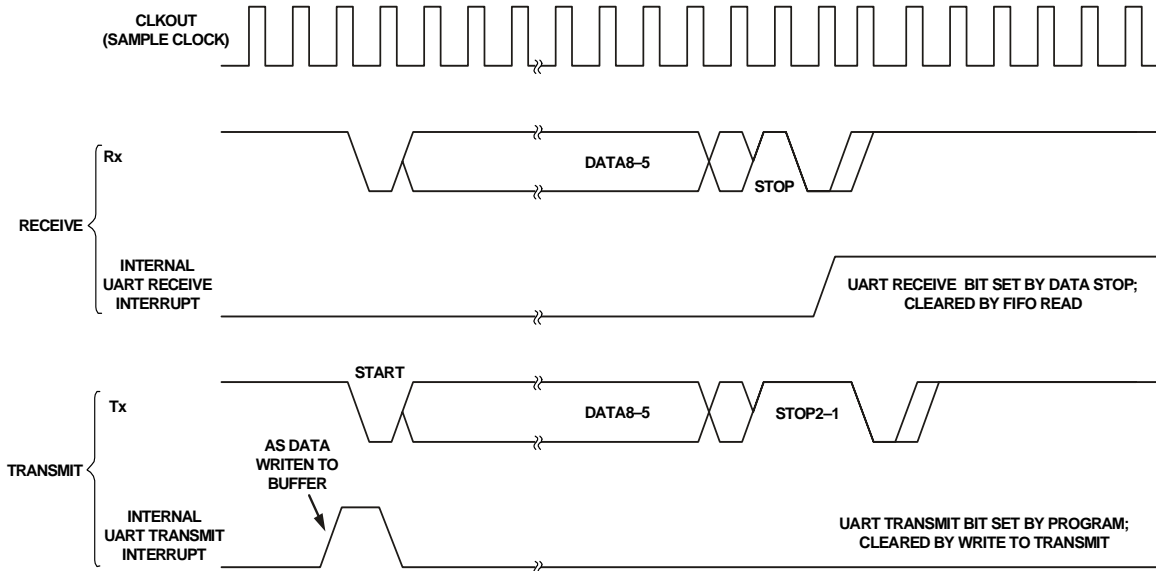 CLKOUT
(SAMPLE CLOCK)
Rx
DATA8–5
STOP
RECEIVE
INTERNAL
UART RECEIVE
INTERRUPT
UART RECEIVE BIT SET BY DATA STOP;
CLEARED BY FIFO READ
START
Tx
DATA8–5
STOP2–1
AS DATA
WRITEN TO
BUFFER
TRANSMIT
INTERNAL
UART TRANSMIT
INTERRUPT
UART TRANSMIT BIT SET BY PROGRAM;
CLEARED BY WRITE TO TRANSMIT